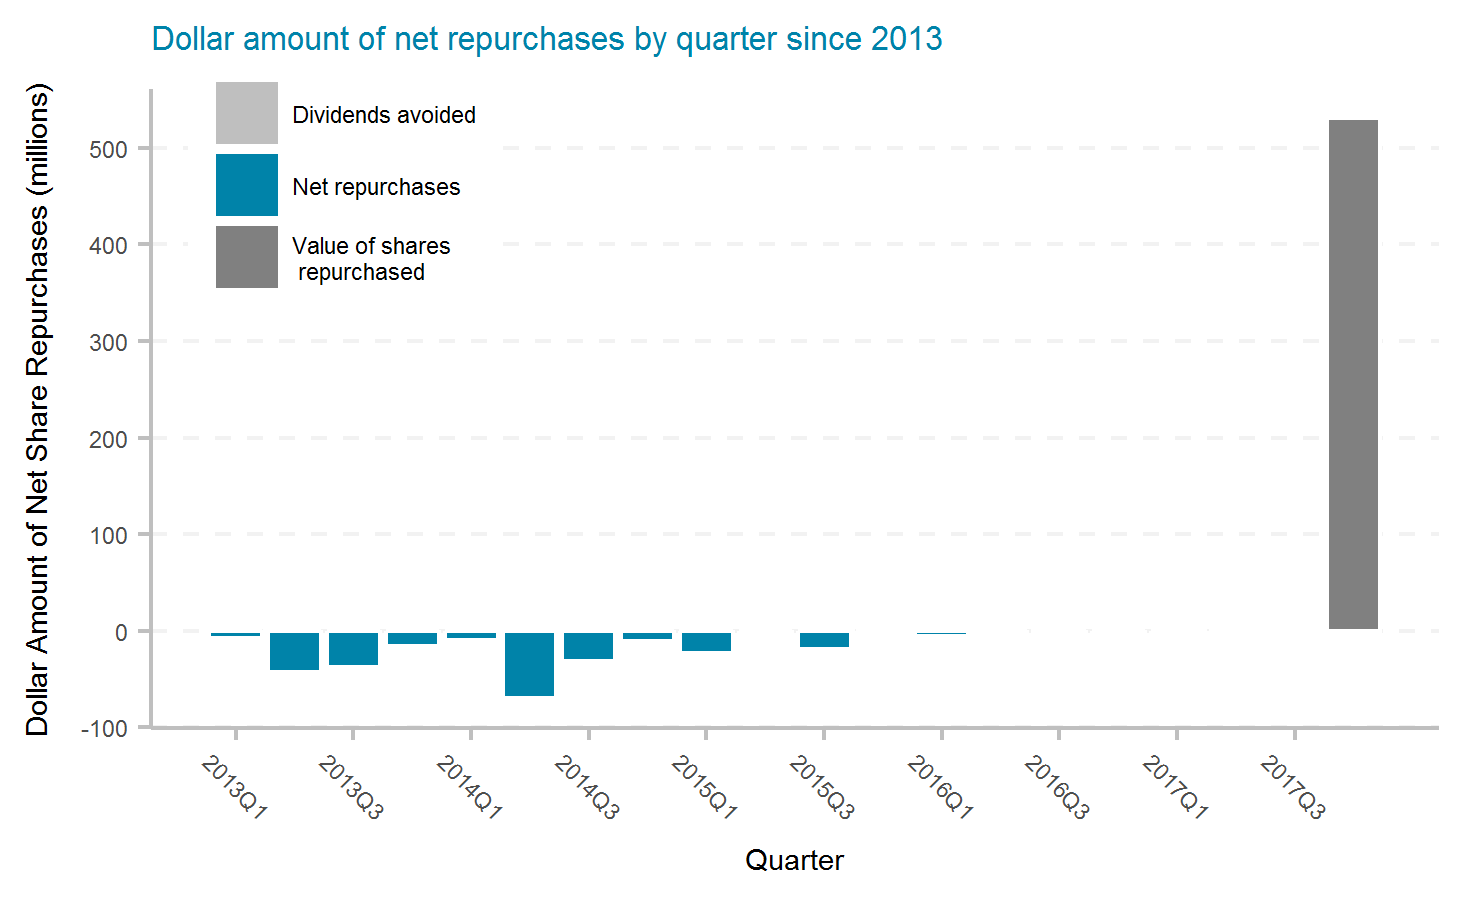 Dollar amount of net repurchases by quarter since 2013
Dividends avoided
Net repurchases
Value of shares
repurchased
Dollar Amount of Net Share Repurchases (millions)
500
400
300
200
100
0
-100
2013Q1
2013Q3
2014Q1
2014Q3
2015Q1
2015Q3
2016Q1
2016Q3
2017Q1
2017Q3
Quarter